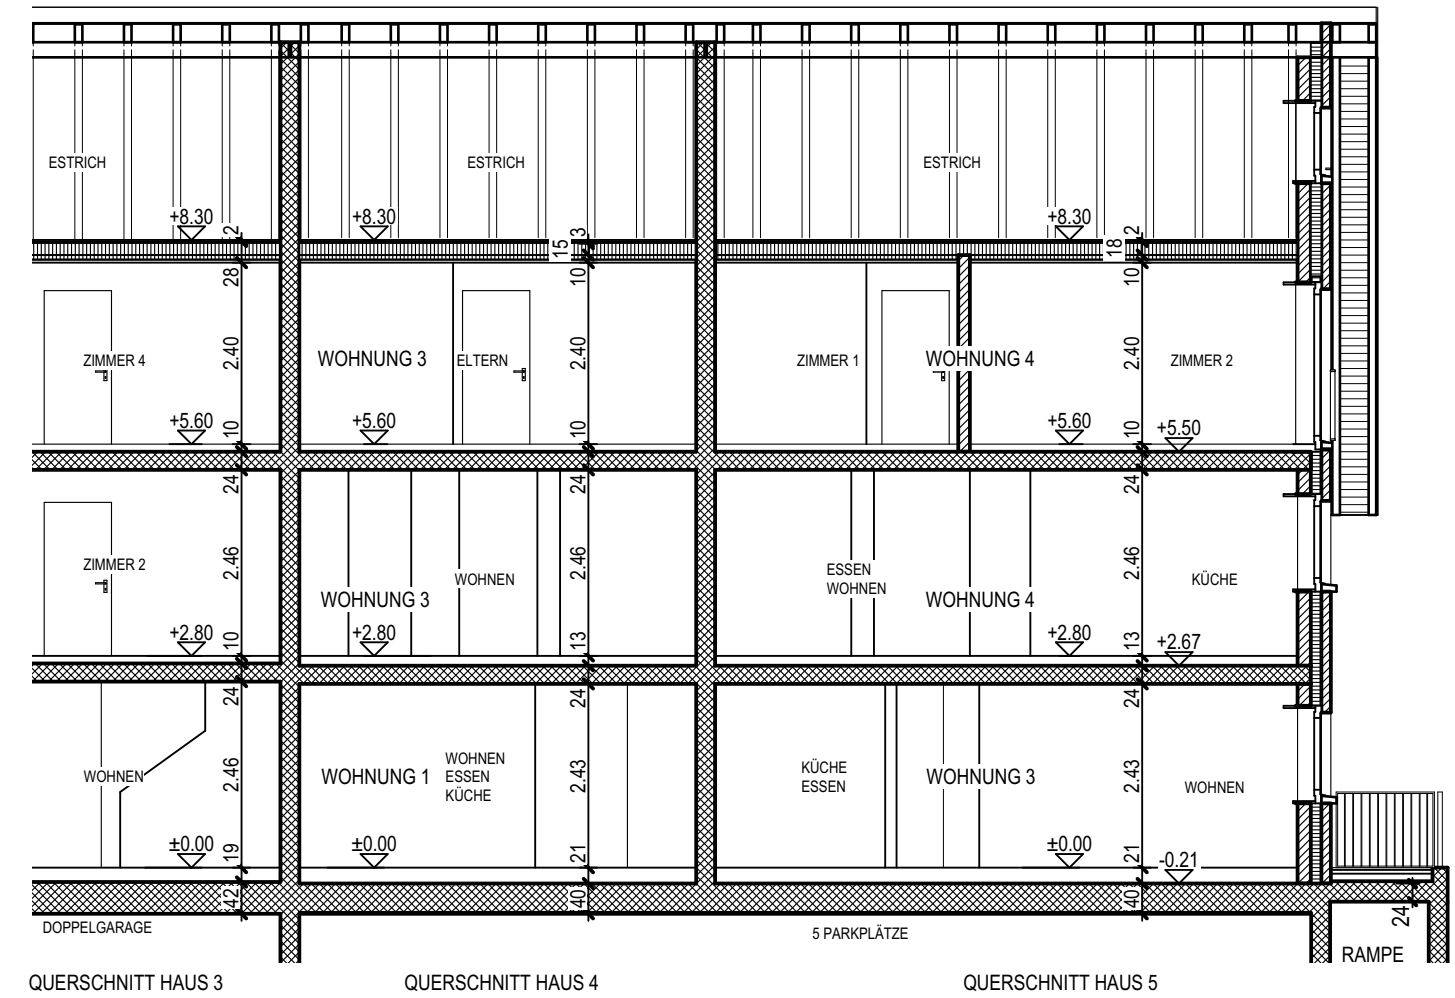 ESTRICH
ESTRICH
ESTRICH
+8.30
+8.30
+8.30
2
15
3
18
2
28
10
10
ZIMMER 4
2.40
WOHNUNG 3
ELTERN
2.40
ZIMMER 1
WOHNUNG 4
2.40
ZIMMER 2
+5.60
10
+5.60
10
+5.60
10
+5.50
24
24
24
ZIMMER 2
2.46
WOHNUNG 3
WOHNEN
2.46
ESSEN
WOHNEN
WOHNUNG 4
2.46
KÜCHE
+2.80
10
+2.80
13
+2.80
13
+2.67
24
24
24
WOHNEN
2.46
WOHNUNG 1
WOHNEN
ESSEN
KÜCHE
2.43
KÜCHE
ESSEN
WOHNUNG 3
2.43
WOHNEN
±0.00
19
±0.00
21
±0.00
21
-0.21
42
40
40
24
DOPPELGARAGE
5 PARKPLÄTZE
RAMPE
QUERSCHNITT HAUS 3
QUERSCHNITT HAUS 4
QUERSCHNITT HAUS 5